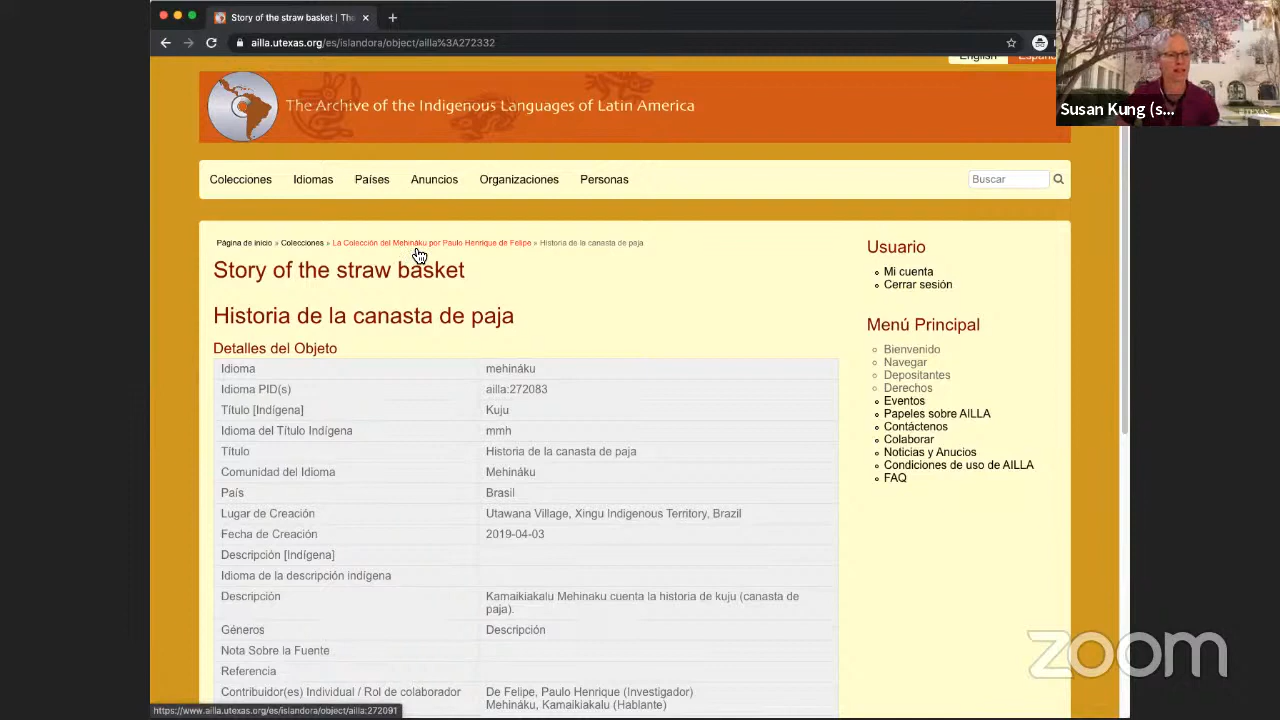 Story of the straw basket | The
ailla.utexas.org/es/islandora/object/ailla%3A272332
English
Español
Susan Kung (s...
The Archive of the Indigenous Languages of Latin America
Colecciones Idiomas Países Anuncios Organizaciones Personas
Buscar
Página de inicio » Colecciones » La Colección del Mehináku por Paulo Henrique de Felipe » Historia de la canasta de paja
Story of the straw basket
Historia de la canasta de paja
Detalles del Objeto
Idioma mehináku
Idioma PID(s) ailla:272083
Título [Indígena] Kuju
Idioma del Título Indígena mmh
Título Historia de la canasta de paja
Comunidad del Idioma Mehináku
País Brasil
Lugar de Creación Utawana Village, Xingu Indigenous Territory, Brazil
Fecha de Creación 2019-04-03
Descripción [Indígena]
Idioma de la descripción indígena
Descripción Kamaikiakalu Mehinaku cuenta la historia de kuju (canasta de
paja).
Géneros Descripción
Nota Sobre la Fuente
Referencia
Contribuidor(es) Individual / Rol de colaborador De Felipe, Paulo Henrique (Investigador)
Mehináku, Kamaikiakalu (Hablante)
https://www.ailla.utexas.org/es/islandora/object/ailla:272091
Usuario
Mi cuenta
Cerrar sesión
Menú Principal
Bienvenido
Navegar
Depositantes
Derechos
Eventos
Papeles sobre AILLA
Contáctenos
Colaborar
Noticias y Anucios
Condiciones de uso de AILLA
FAQ
zoom